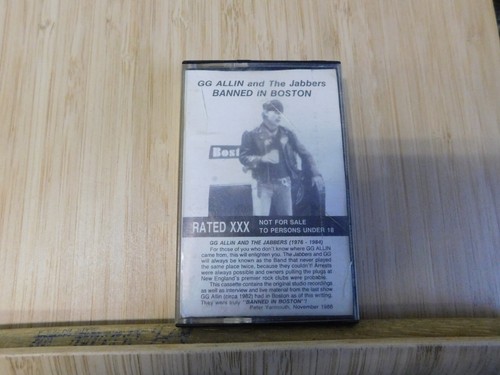 GG ALLIN and The Jabbers
BANNED IN BOSTON
Bost
RATED XXX
NOT FOR SALE
TO PERSONS UNDER 18
GG ALLIN AND THE JABBERS (1976 - 1984)
For those of you who don't know where GG ALLIN
came from, this will enlighten you. The Jabbers and GG
will always be known as the Band that never played
the same place twice, because they couldn't! Arrests
were always possible and owners pulling the plugs at
New England's premier rock clubs were probable.
This cassette contains the original studio recordings
as well as interview and live material from the last show
GG Allin (circa 1982) had in Boston as of this writing.
They were truly "BANNED IN BOSTON"!
Peter Yarmouth, November 1989